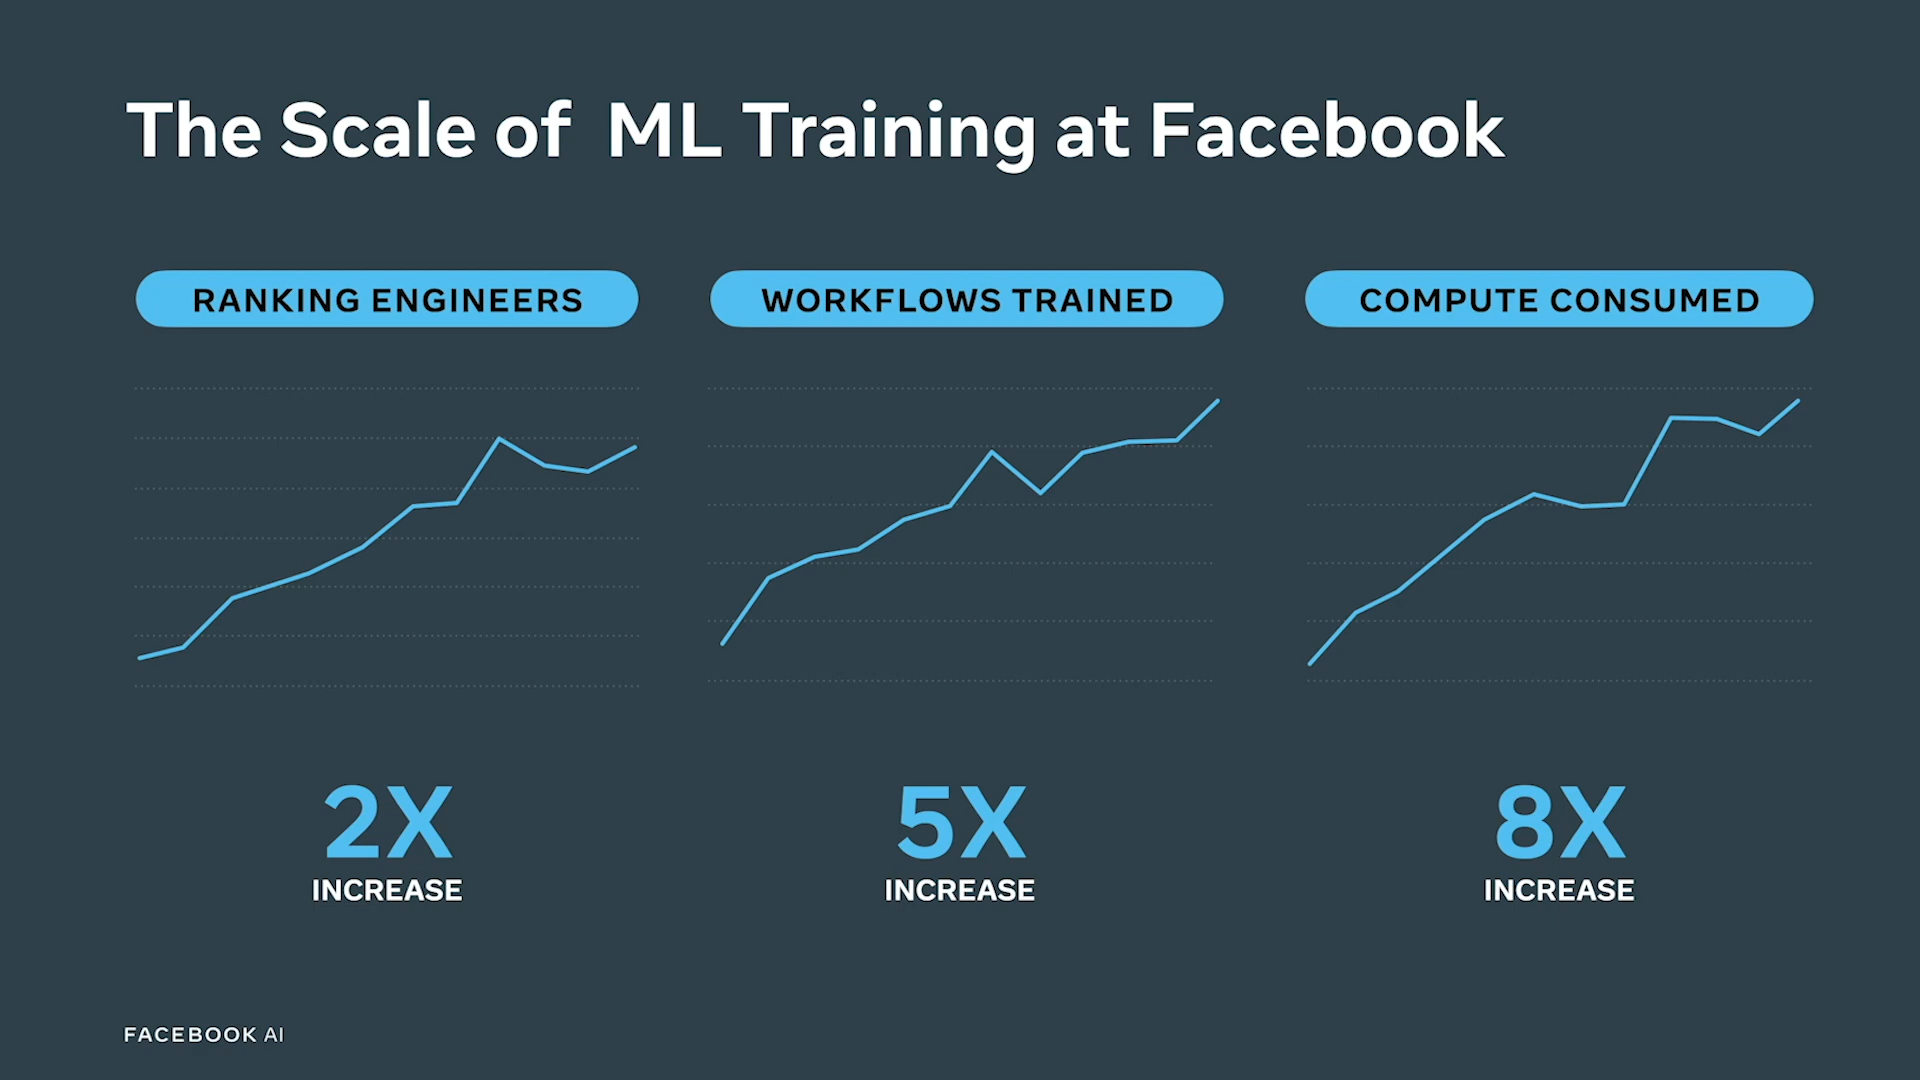 The Scale of ML Training at Facebook
RANKING ENGINEERS
WORKFLOWS TRAINED
COMPUTE CONSUMED
2X
INCREASE
5X
INCREASE
8X
INCREASE
FACEBOOK AI